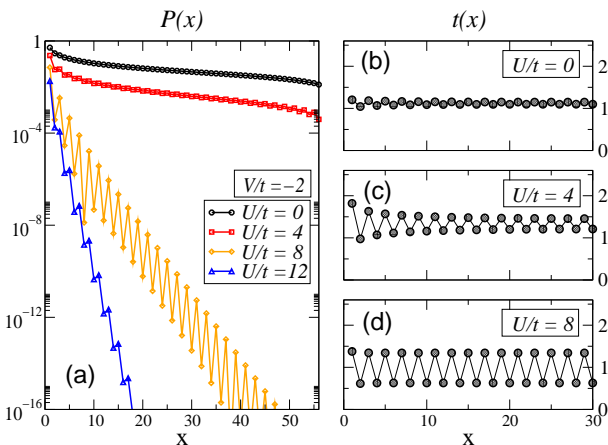 P(x)
t(x)
1
10^-4
10^-8
10^-12
10^-16
V/t=−2
U/t=0
U/t=4
U/t=8
U/t=12
(a)
0 10 20 30 40 50
x
(b)
U/t=0
2
1
0
(c)
U/t=4
2
1
0
(d)
U/t=8
2
1
0
0 10 20 30
x